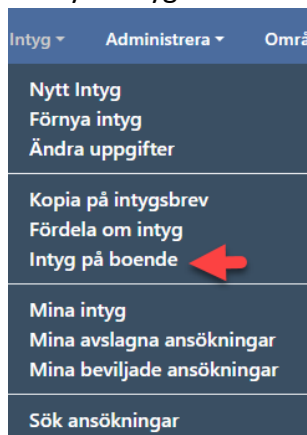 Intyg Administrera
Nytt Intyg
Förnya intyg
Ändra uppgifter
Kopia på intygsbrev
Fördela om intyg
Intyg på boende
Mina intyg
Mina avslagna ansökningar
Mina beviljade ansökningar
Sök ansökningar